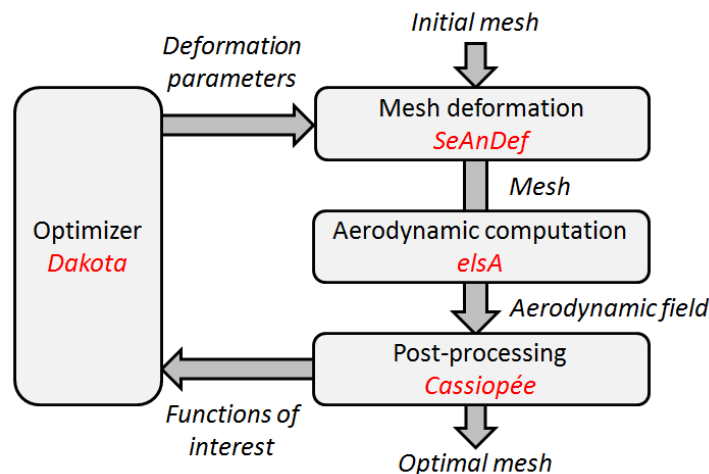 Initial mesh
Deformation
parameters
Mesh deformation
SeAnDef
Mesh
Optimizer
Dakota
Aerodynamic computation
elsA
Aerodynamic field
Post-processing
Cassiopée
Functions of
interest
Optimal mesh